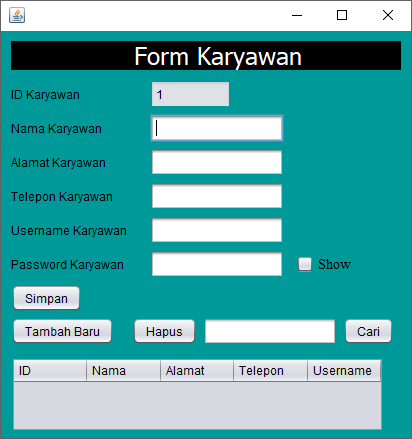 Form Karyawan
ID Karyawan 1
Nama Karyawan
Alamat Karyawan
Telepon Karyawan
Username Karyawan
Password Karyawan Show
Simpan
Tambah Baru Hapus Cari
ID Nama Alamat Telepon Username